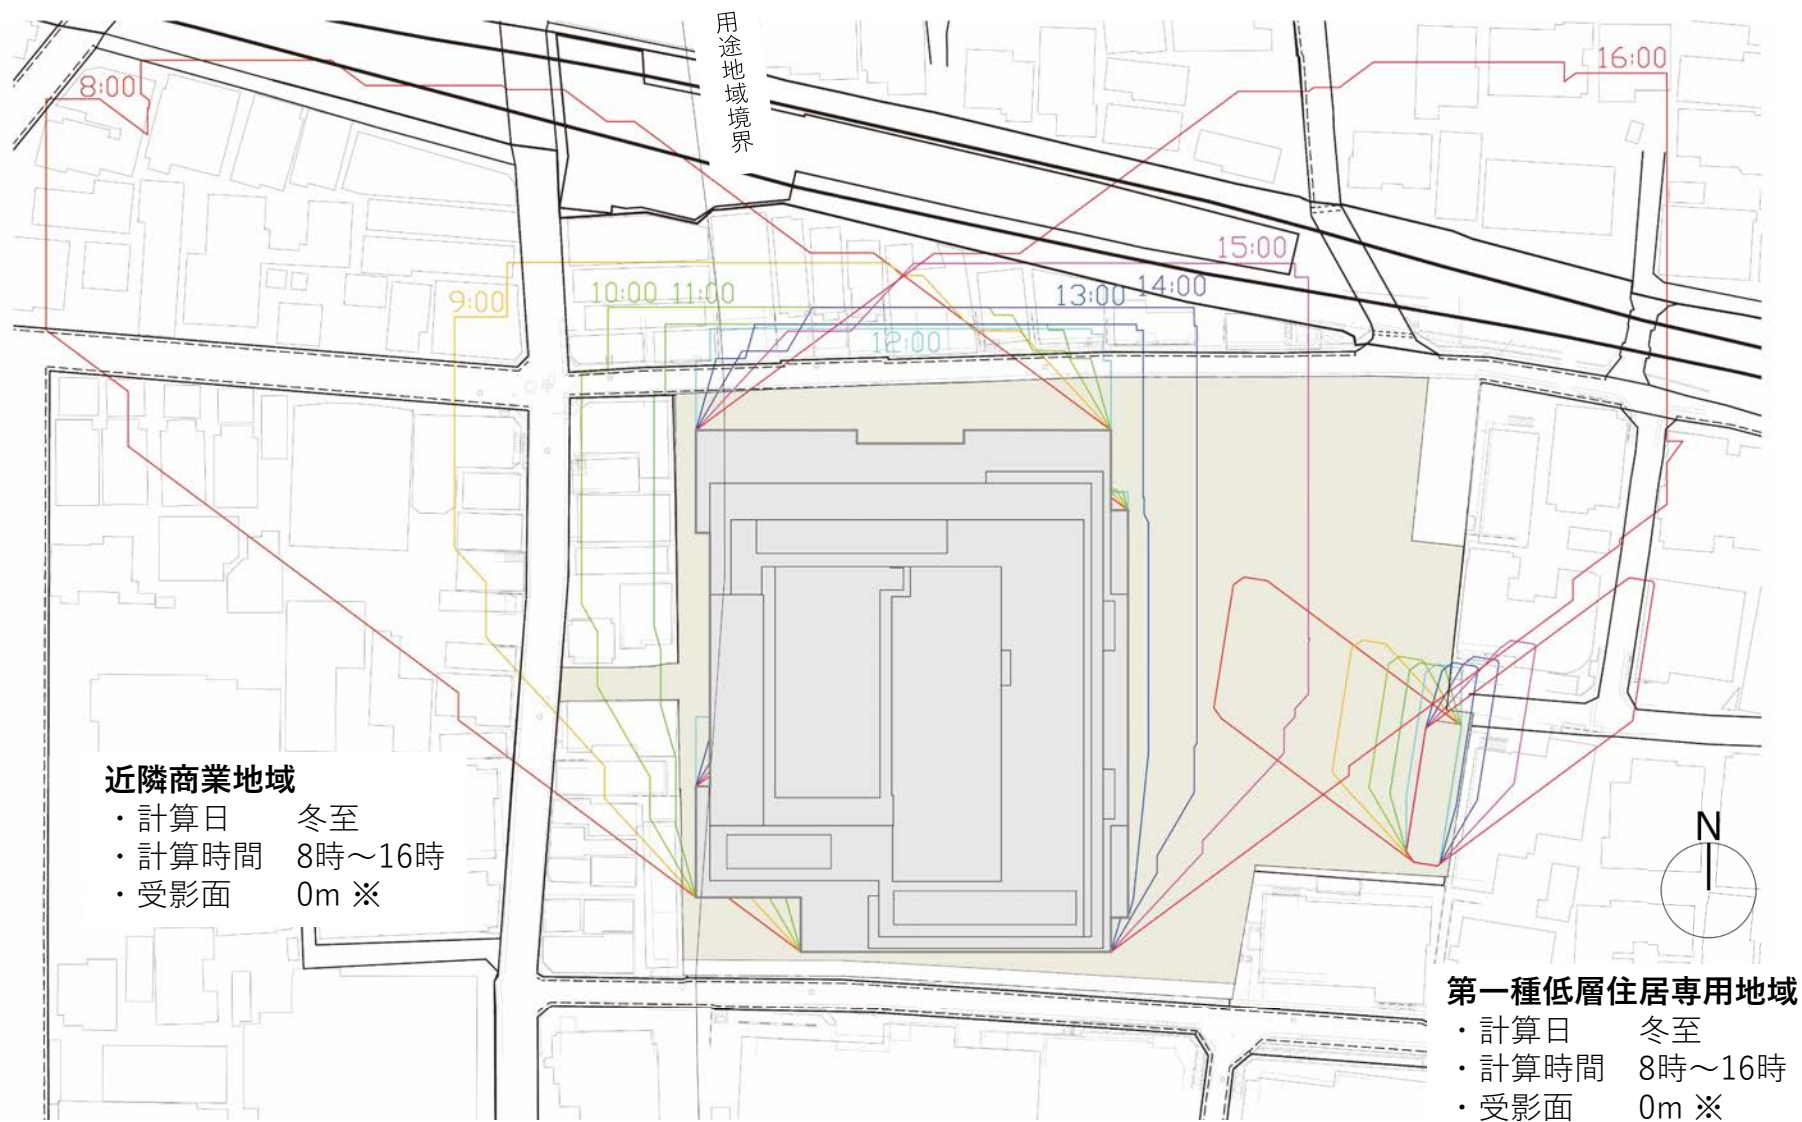 用途地域境界
8:00
16:00
15:00
9:00
10:00
11:00
13:00
14:00
12:00
近隣商業地域
・計算日 冬至
・計算時間 8時～16時
・受影面 0m ※
N
第一種低層住居専用地域
・計算日 冬至
・計算時間 8時～16時
・受影面 0m ※